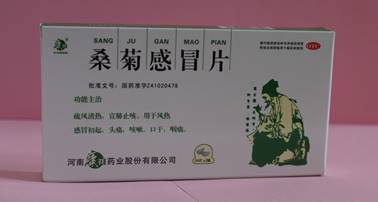 SANG JU GAN MAO PIAN
桑菊感冒片
OTC
批准文号：国药准字Z41020478
功能主治
疏风清热，宣肺止咳。用于风热
感冒初起，头痛，咳嗽，口干，咽痛。
河南 药业股份有限公司